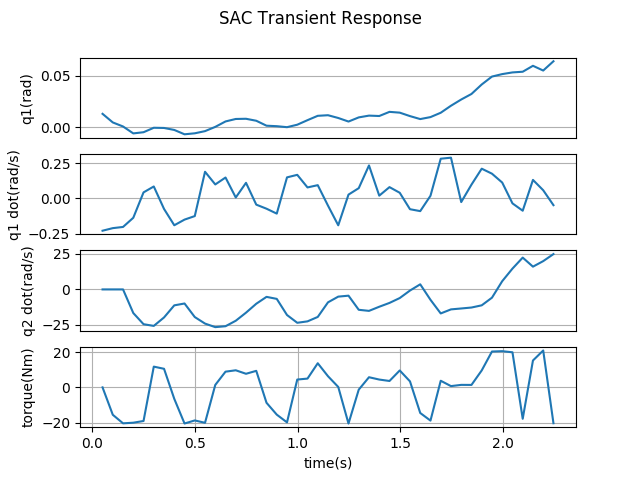 SAC Transient Response
q1(rad)
0.05
0.00
q1 dot(rad/s)
0.25
0.00
−0.25
q2 dot(rad/s)
25
0
−25
torque(Nm)
20
0
−20
0.0 0.5 1.0 1.5 2.0
time(s)